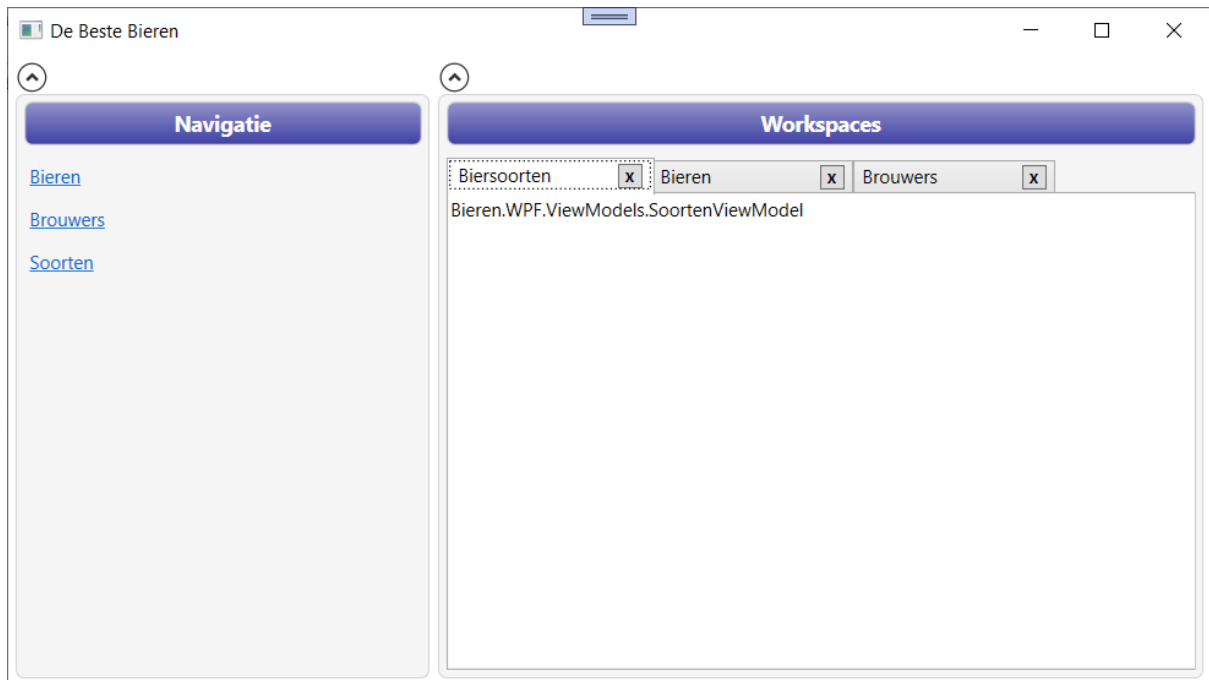 De Beste Bieren
Navigatie
Bieren
Brouwers
Soorten
Workspaces
Biersoorten x Bieren x Brouwers x
Bieren.WPF.ViewModels.SoortenViewModel